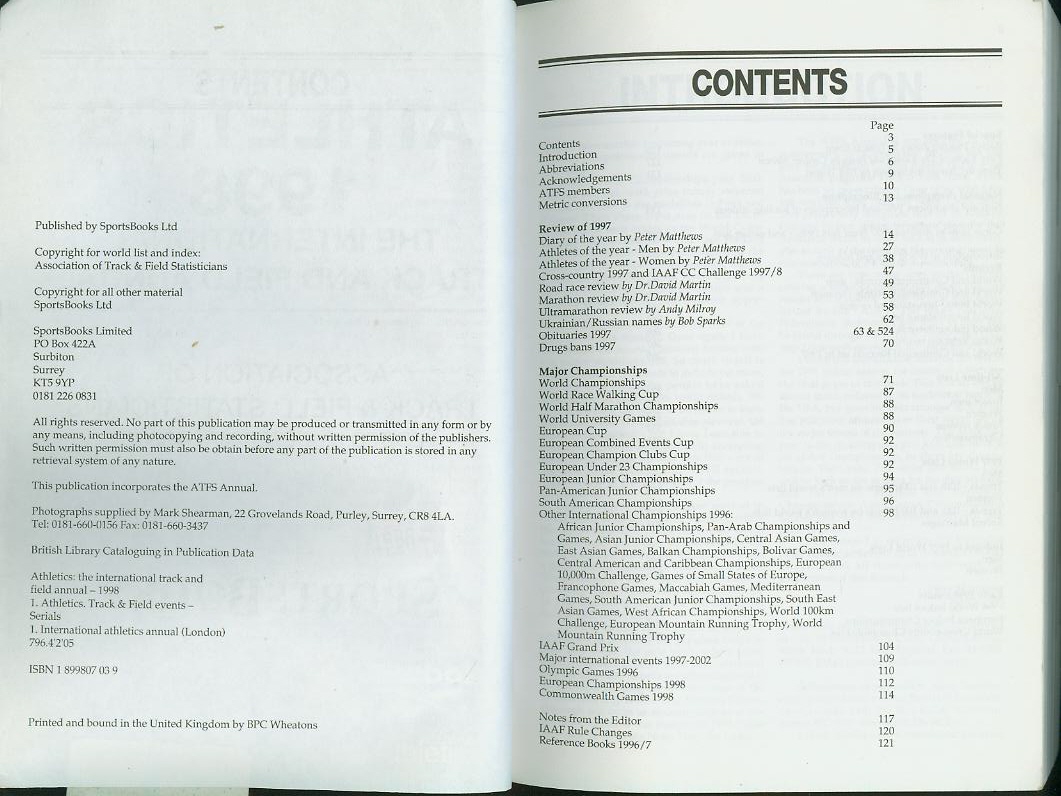 Published by SportsBooks Ltd
Copyright for world list and index:
Association of Track & Field Statisticians
Copyright for all other material
SportsBooks Ltd
SportsBooks Limited
PO Box 422A
Surbiton
Surrey
KT5 9YP
0181 226 0831
All rights reserved. No part of this publication may be produced or transmitted in any form or by
any means, including photocopying and recording, without written permission of the publishers.
Such written permission must also be obtain before any part of the publication is stored in any
retrieval system of any nature.
This publication incorporates the ATFS Annual.
Photographs supplied by Mark Shearman, 22 Grovelands Road, Purley, Surrey, CR8 4LA.
Tel: 0181-660-0156 Fax: 0181-660-3437
British Library Cataloguing in Publication Data
Athletics: the international track and
field annual – 1998
1. Athletics. Track & Field events –
Serials
1. International athletics annual (London)
796.4'2'05
ISBN 1 899807 03 9
Printed and bound in the United Kingdom by BPC Wheatons
CONTENTS
Page
Contents 3
Introduction 5
Abbreviations 6
Acknowledgements 9
ATFS members 10
Metric conversions 13
Review of 1997
Diary of the year by Peter Matthews 14
Athletes of the year - Men by Peter Matthews 27
Athletes of the year - Women by Peter Matthews 38
Cross-country 1997 and IAAF CC Challenge 1997/8 47
Road race review by Dr.David Martin 49
Marathon review by Dr.David Martin 53
Ultramarathon review by Andy Milroy 58
Ukrainian/Russian names by Bob Sparks 62
Obituaries 1997 63 & 524
Drugs bans 1997 70
Major Championships
World Championships 71
World Race Walking Cup 87
World Half Marathon Championships 88
World University Games 88
European Cup 90
European Combined Events Cup 92
European Champion Clubs Cup 92
European Under 23 Championships 92
European Junior Championships 94
Pan-American Junior Championships 95
South American Championships 96
Other International Championships 1996: 98
African Junior Championships, Pan-Arab Championships and
Games, Asian Junior Championships, Central Asian Games,
East Asian Games, Balkan Championships, Bolivar Games,
Central American and Caribbean Championships, European
10,000m Challenge, Games of Small States of Europe,
Francophone Games, Maccabiah Games, Mediterranean
Games, South American Junior Championships, South East
Asian Games, West African Championships, World 100km
Challenge, European Mountain Running Trophy, World
Mountain Running Trophy
IAAF Grand Prix 104
Major international events 1997-2002 109
Olympic Games 1996 110
European Championships 1998 112
Commonwealth Games 1998 114
Notes from the Editor 117
IAAF Rule Changes 120
Reference Books 1996/7 121